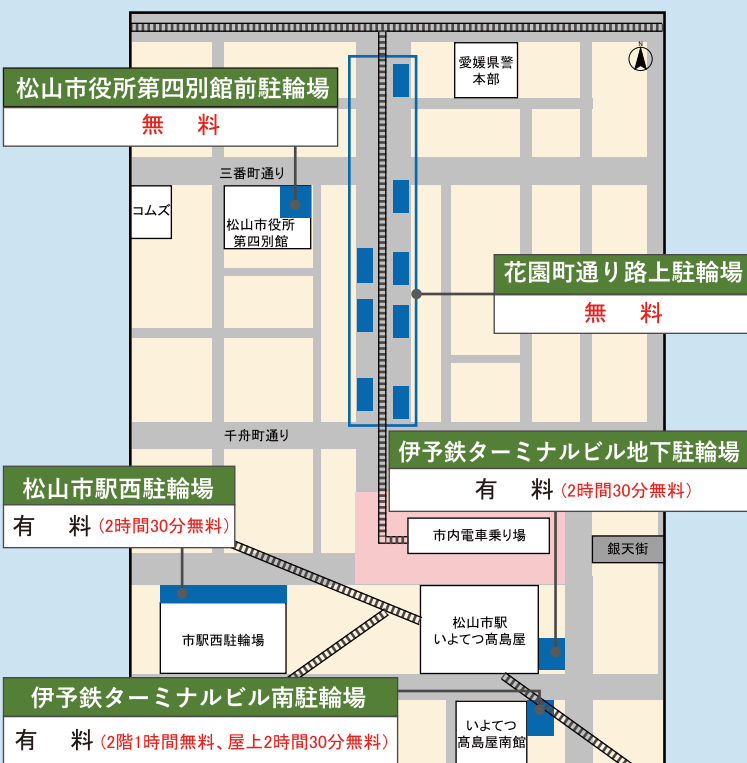 N
愛媛県警
本部
松山市役所第四別館前駐輪場
無　料
三番町通り
コムズ
松山市役所
第四別館
花園町通り路上駐輪場
無　料
千舟町通り
伊予鉄ターミナルビル地下駐輪場
有　料（2時間30分無料）
松山市駅西駐輪場
有　料（2時間30分無料）
市内電車乗り場
銀天街
松山市駅
いよてつ髙島屋
市駅西駐輪場
伊予鉄ターミナルビル南駐輪場
有　料（2階1時間無料、屋上2時間30分無料）
いよてつ
髙島屋南館